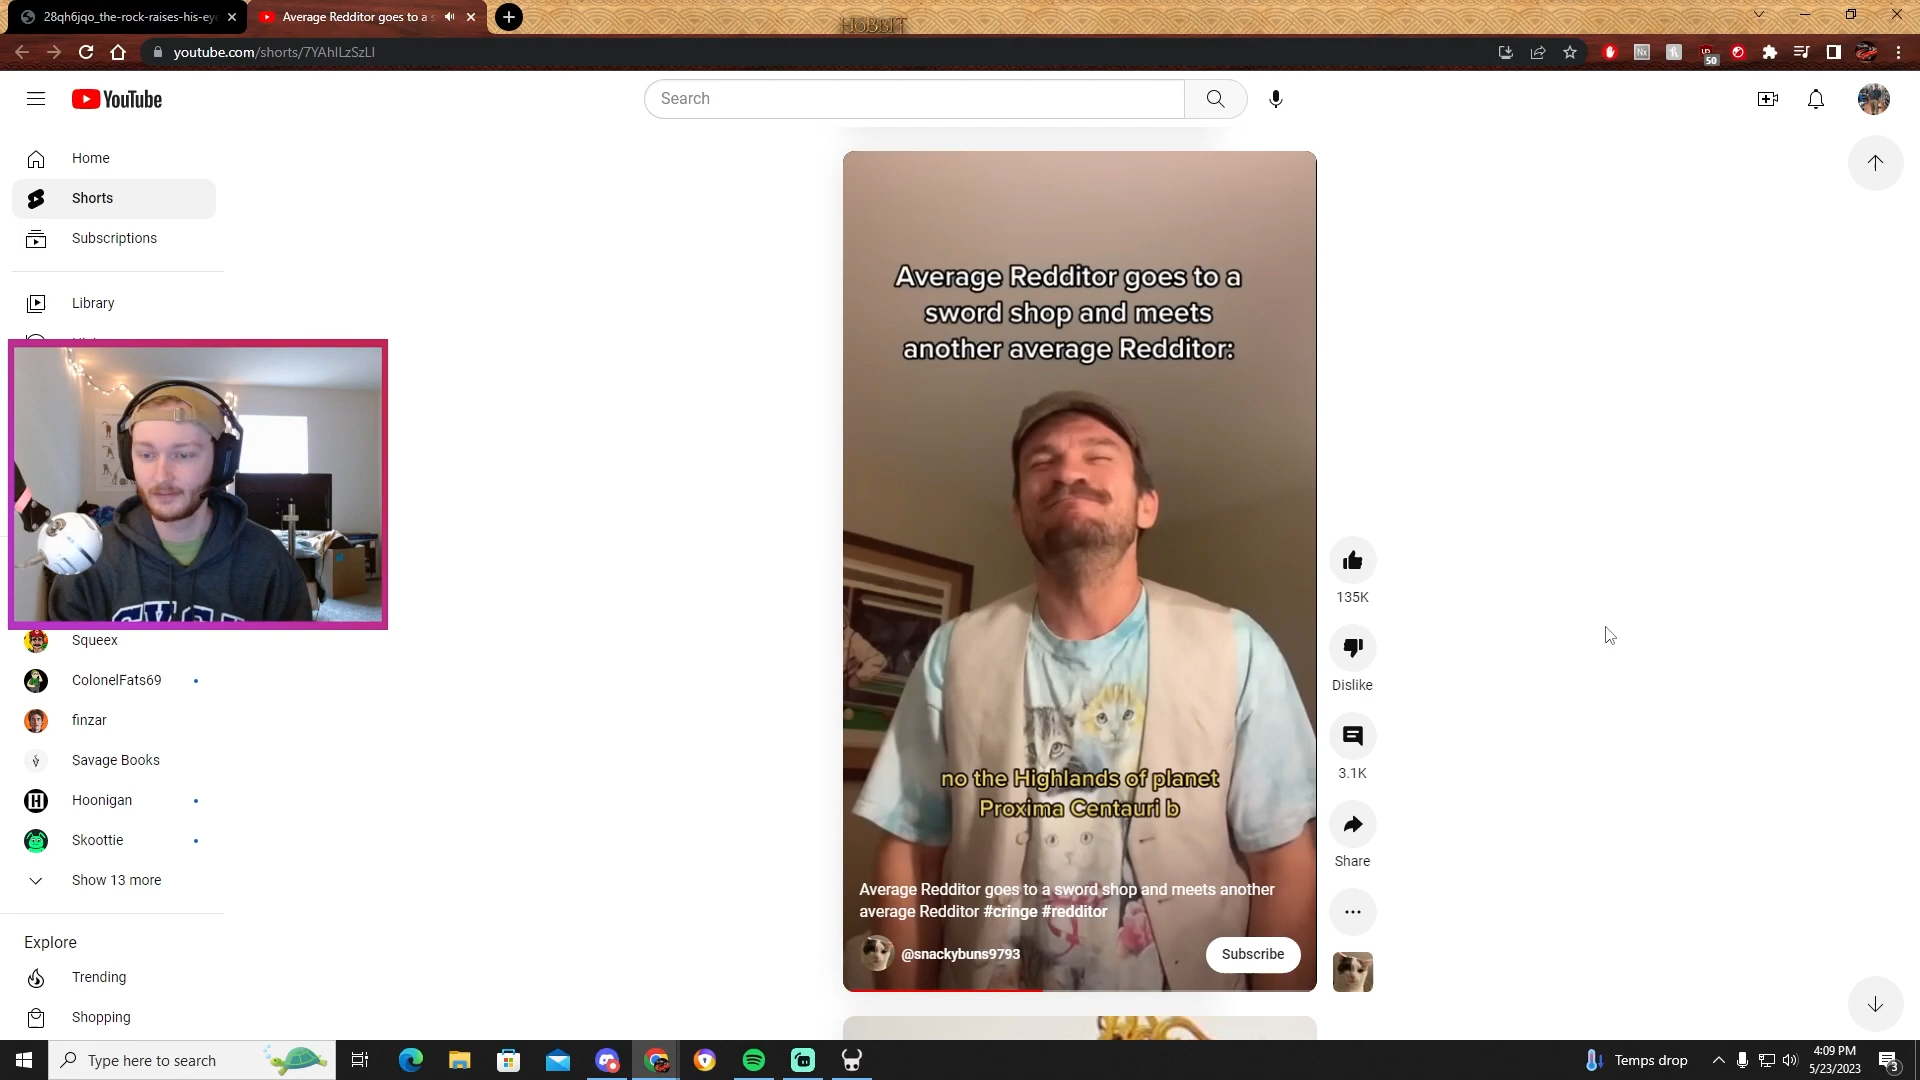 28qh6jqo_the-rock-raises-his-eye
Average Redditor goes to a s
HOBBIT
youtube.com/shorts/7YAhlLzSzLI
50
YouTube
Search
Home
Shorts
Subscriptions
Library
Squeex
ColonelFats69
finzar
Savage Books
Hoonigan
Skoottie
Show 13 more
Explore
Trending
Shopping
Average Redditor goes to a
sword shop and meets
another average Redditor:
no the Highlands of planet
Proxima Centauri b
Average Redditor goes to a sword shop and meets another
average Redditor #cringe #redditor
@snackybuns9793
Subscribe
135K
Dislike
3.1K
Share
Type here to search
Temps drop
4:09 PM
5/23/2023
3